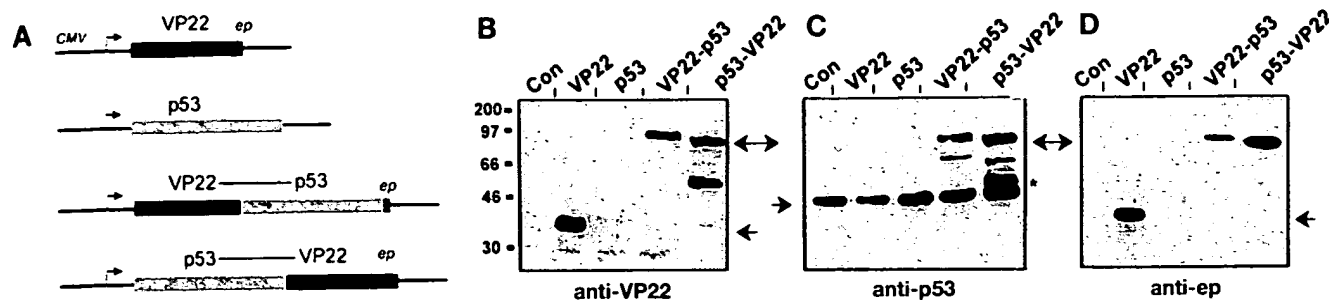 A
CMV
VP22
ep
p53
VP22
p53
ep
p53
VP22
ep
B
Con
VP22
p53
VP22-p53
p53-VP22
200
97
66
46
30
anti-VP22
C
Con
VP22
p53
VP22-p53
p53-VP22
*
anti-p53
D
Con
VP22
p53
VP22-p53
p53-VP22
anti-ep